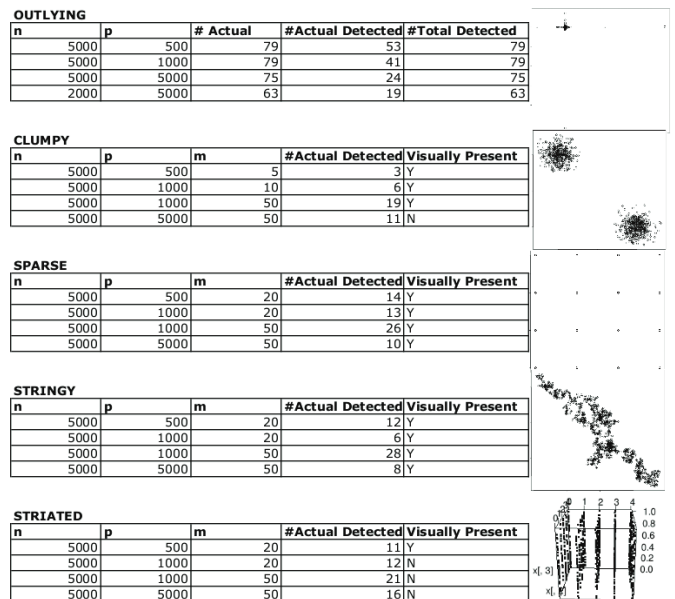 OUTLYING
n p # Actual #Actual Detected #Total Detected
5000 500 79 53 79
5000 1000 79 41 79
5000 5000 75 24 75
2000 5000 63 19 63
CLUMPY
n p m #Actual Detected Visually Present
5000 500 5 3 Y
5000 1000 10 6 Y
5000 1000 50 19 Y
5000 5000 50 11 N
SPARSE
n p m #Actual Detected Visually Present
5000 500 20 14 Y
5000 1000 20 13 Y
5000 1000 50 26 Y
5000 5000 50 10 Y
STRINGY
n p m #Actual Detected Visually Present
5000 500 20 12 Y
5000 1000 20 6 Y
5000 1000 50 28 Y
5000 5000 50 8 Y
STRIATED
n p m #Actual Detected Visually Present
5000 500 20 11 Y
5000 1000 20 12 N
5000 1000 50 21 N
5000 5000 50 16 N
1 2 3 4
1.0
0.8
0.6
0.4
0.2
0.0
x[, 3]